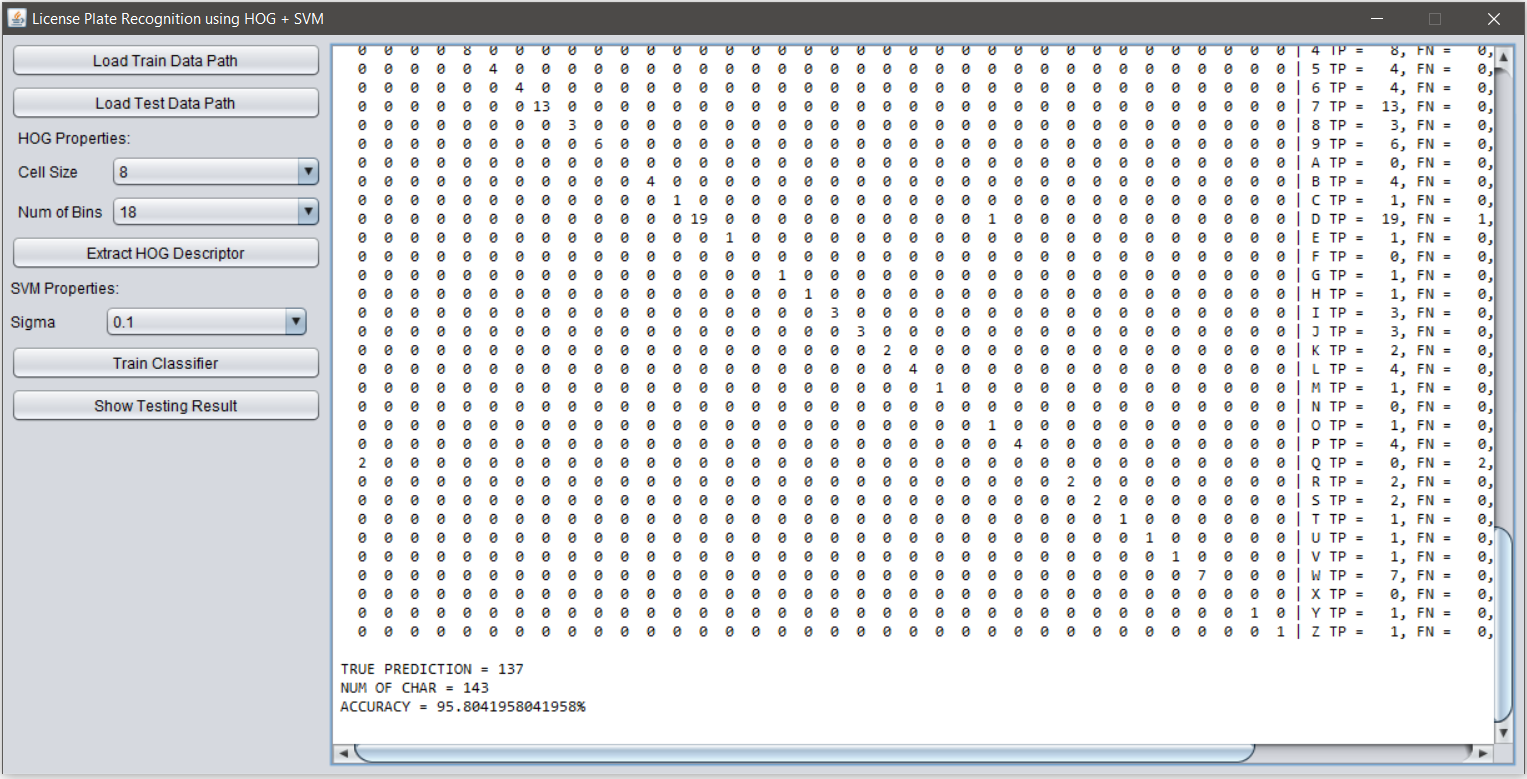 License Plate Recognition using HOG + SVM
Load Train Data Path
Load Test Data Path
HOG Properties:
Cell Size 8
Num of Bins 18
Extract HOG Descriptor
SVM Properties:
Sigma 0.1
Train Classifier
Show Testing Result
0 0 0 0 8 0 0 0 0 0 0 0 0 0 0 0 0 0 0 0 0 0 0 0 0 0 0 0 0 0 0 0 0 0 0 0 | 4 TP = 8, FN = 0,
0 0 0 0 0 4 0 0 0 0 0 0 0 0 0 0 0 0 0 0 0 0 0 0 0 0 0 0 0 0 0 0 0 0 0 0 | 5 TP = 4, FN = 0,
0 0 0 0 0 0 4 0 0 0 0 0 0 0 0 0 0 0 0 0 0 0 0 0 0 0 0 0 0 0 0 0 0 0 0 0 | 6 TP = 4, FN = 0,
0 0 0 0 0 0 0 13 0 0 0 0 0 0 0 0 0 0 0 0 0 0 0 0 0 0 0 0 0 0 0 0 0 0 0 0 | 7 TP = 13, FN = 0,
0 0 0 0 0 0 0 0 3 0 0 0 0 0 0 0 0 0 0 0 0 0 0 0 0 0 0 0 0 0 0 0 0 0 0 0 | 8 TP = 3, FN = 0,
0 0 0 0 0 0 0 0 0 6 0 0 0 0 0 0 0 0 0 0 0 0 0 0 0 0 0 0 0 0 0 0 0 0 0 0 | 9 TP = 6, FN = 0,
0 0 0 0 0 0 0 0 0 0 0 0 0 0 0 0 0 0 0 0 0 0 0 0 0 0 0 0 0 0 0 0 0 0 0 0 | A TP = 0, FN = 0,
0 0 0 0 0 0 0 0 0 0 0 4 0 0 0 0 0 0 0 0 0 0 0 0 0 0 0 0 0 0 0 0 0 0 0 0 | B TP = 4, FN = 0,
0 0 0 0 0 0 0 0 0 0 0 0 1 0 0 0 0 0 0 0 0 0 0 0 0 0 0 0 0 0 0 0 0 0 0 0 | C TP = 1, FN = 0,
0 0 0 0 0 0 0 0 0 0 0 0 0 19 0 0 0 0 0 0 0 0 0 0 1 0 0 0 0 0 0 0 0 0 0 0 | D TP = 19, FN = 1,
0 0 0 0 0 0 0 0 0 0 0 0 0 0 1 0 0 0 0 0 0 0 0 0 0 0 0 0 0 0 0 0 0 0 0 0 | E TP = 1, FN = 0,
0 0 0 0 0 0 0 0 0 0 0 0 0 0 0 0 0 0 0 0 0 0 0 0 0 0 0 0 0 0 0 0 0 0 0 0 | F TP = 0, FN = 0,
0 0 0 0 0 0 0 0 0 0 0 0 0 0 0 0 1 0 0 0 0 0 0 0 0 0 0 0 0 0 0 0 0 0 0 0 | G TP = 1, FN = 0,
0 0 0 0 0 0 0 0 0 0 0 0 0 0 0 0 0 1 0 0 0 0 0 0 0 0 0 0 0 0 0 0 0 0 0 0 | H TP = 1, FN = 0,
0 0 0 0 0 0 0 0 0 0 0 0 0 0 0 0 0 0 3 0 0 0 0 0 0 0 0 0 0 0 0 0 0 0 0 0 | I TP = 3, FN = 0,
0 0 0 0 0 0 0 0 0 0 0 0 0 0 0 0 0 0 0 3 0 0 0 0 0 0 0 0 0 0 0 0 0 0 0 0 | J TP = 3, FN = 0,
0 0 0 0 0 0 0 0 0 0 0 0 0 0 0 0 0 0 0 0 2 0 0 0 0 0 0 0 0 0 0 0 0 0 0 0 | K TP = 2, FN = 0,
0 0 0 0 0 0 0 0 0 0 0 0 0 0 0 0 0 0 0 0 0 4 0 0 0 0 0 0 0 0 0 0 0 0 0 0 | L TP = 4, FN = 0,
0 0 0 0 0 0 0 0 0 0 0 0 0 0 0 0 0 0 0 0 0 0 1 0 0 0 0 0 0 0 0 0 0 0 0 0 | M TP = 1, FN = 0,
0 0 0 0 0 0 0 0 0 0 0 0 0 0 0 0 0 0 0 0 0 0 0 0 0 0 0 0 0 0 0 0 0 0 0 0 | N TP = 0, FN = 0,
0 0 0 0 0 0 0 0 0 0 0 0 0 0 0 0 0 0 0 0 0 0 0 0 1 0 0 0 0 0 0 0 0 0 0 0 | O TP = 1, FN = 0,
0 0 0 0 0 0 0 0 0 0 0 0 0 0 0 0 0 0 0 0 0 0 0 0 0 4 0 0 0 0 0 0 0 0 0 0 | P TP = 4, FN = 0,
2 0 0 0 0 0 0 0 0 0 0 0 0 0 0 0 0 0 0 0 0 0 0 0 0 0 0 0 0 0 0 0 0 0 0 0 | Q TP = 0, FN = 2,
0 0 0 0 0 0 0 0 0 0 0 0 0 0 0 0 0 0 0 0 0 0 0 0 0 0 0 2 0 0 0 0 0 0 0 0 | R TP = 2, FN = 0,
0 0 0 0 0 0 0 0 0 0 0 0 0 0 0 0 0 0 0 0 0 0 0 0 0 0 0 0 2 0 0 0 0 0 0 0 | S TP = 2, FN = 0,
0 0 0 0 0 0 0 0 0 0 0 0 0 0 0 0 0 0 0 0 0 0 0 0 0 0 0 0 0 1 0 0 0 0 0 0 | T TP = 1, FN = 0,
0 0 0 0 0 0 0 0 0 0 0 0 0 0 0 0 0 0 0 0 0 0 0 0 0 0 0 0 0 0 1 0 0 0 0 0 | U TP = 1, FN = 0,
0 0 0 0 0 0 0 0 0 0 0 0 0 0 0 0 0 0 0 0 0 0 0 0 0 0 0 0 0 0 0 1 0 0 0 0 | V TP = 1, FN = 0,
0 0 0 0 0 0 0 0 0 0 0 0 0 0 0 0 0 0 0 0 0 0 0 0 0 0 0 0 0 0 0 0 7 0 0 0 | W TP = 7, FN = 0,
0 0 0 0 0 0 0 0 0 0 0 0 0 0 0 0 0 0 0 0 0 0 0 0 0 0 0 0 0 0 0 0 0 0 0 0 | X TP = 0, FN = 0,
0 0 0 0 0 0 0 0 0 0 0 0 0 0 0 0 0 0 0 0 0 0 0 0 0 0 0 0 0 0 0 0 0 0 1 0 | Y TP = 1, FN = 0,
0 0 0 0 0 0 0 0 0 0 0 0 0 0 0 0 0 0 0 0 0 0 0 0 0 0 0 0 0 0 0 0 0 0 0 1 | Z TP = 1, FN = 0,
TRUE PREDICTION = 137
NUM OF CHAR = 143
ACCURACY = 95.8041958041958%